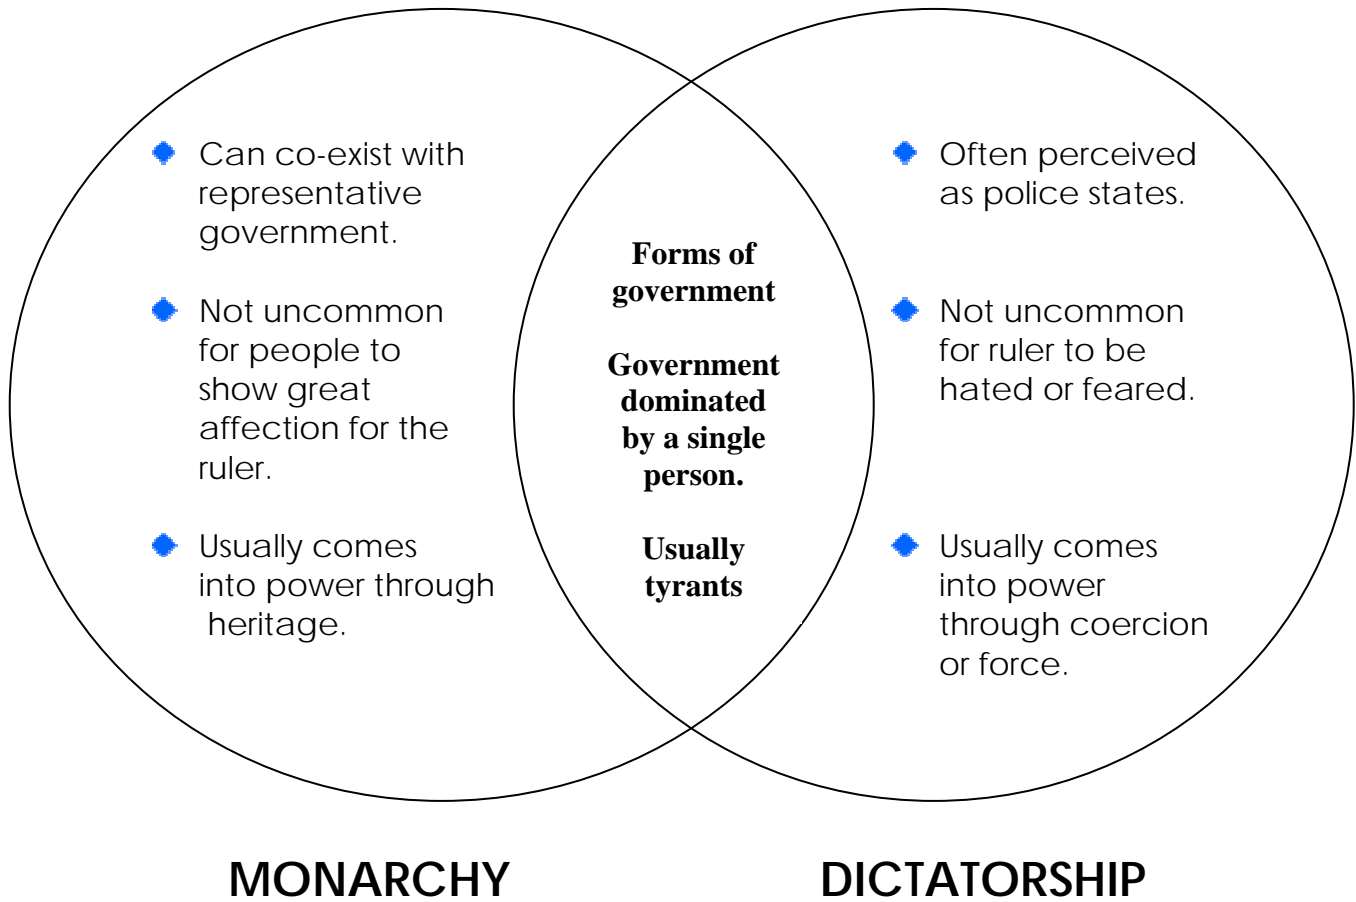 Can co-exist with
representative
government.
Not uncommon
for people to
show great
affection for the
ruler.
Usually comes
into power through
heritage.
Forms of
government
Government
dominated
by a single
person.
Usually
tyrants
Often perceived
as police states.
Not uncommon
for ruler to be
hated or feared.
Usually comes
into power
through coercion
or force.
MONARCHY
DICTATORSHIP